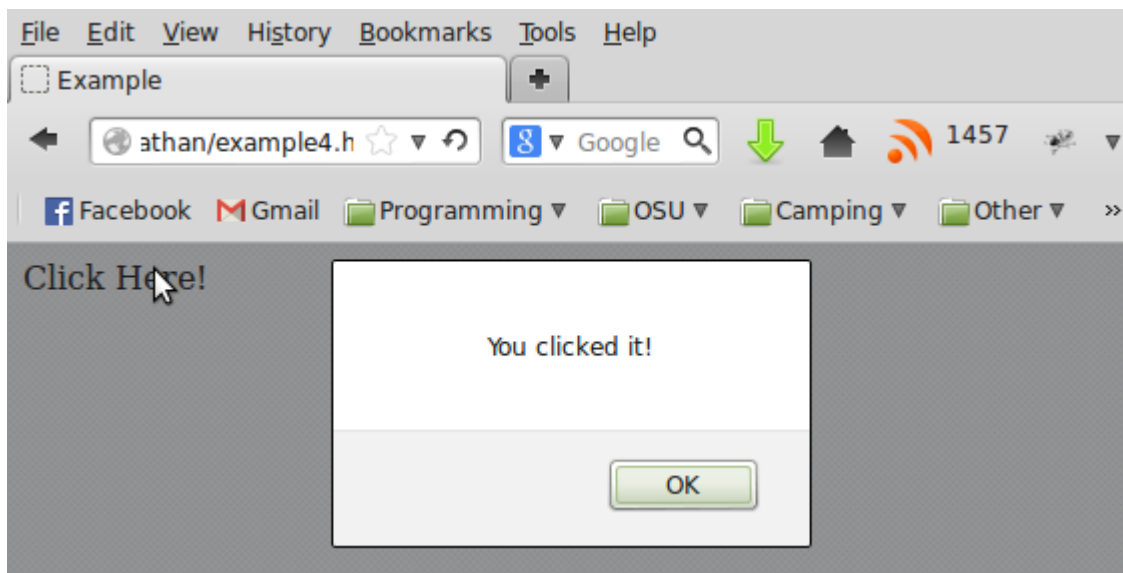 File Edit View History Bookmarks Tools Help
Example
athan/example4.h Google 1457
Facebook Gmail Programming OSU Camping Other
Click Here!
You clicked it!
OK